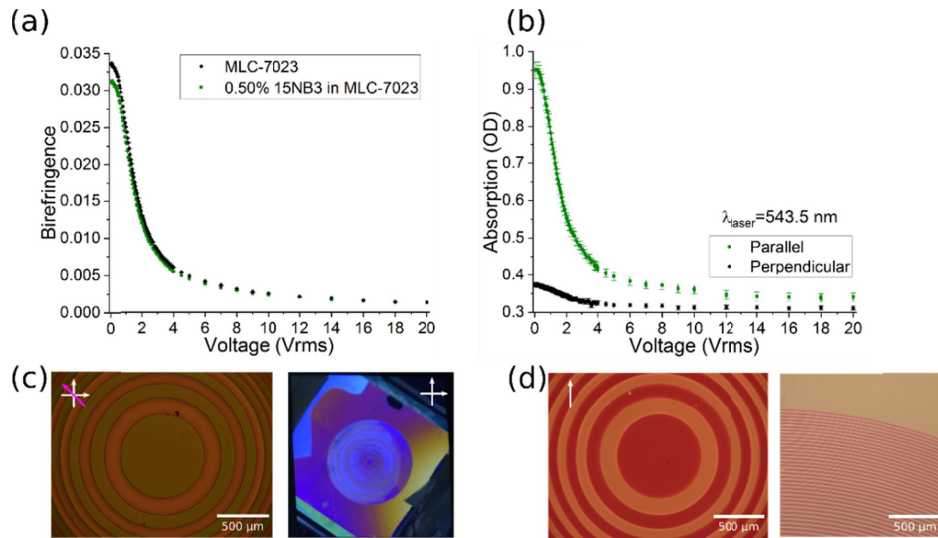 (a)
Birefringence
0.035
0.030
0.025
0.020
0.015
0.010
0.005
0.000
MLC-7023
0.50% 15NB3 in MLC-7023
0 2 4 6 8 10 12 14 16 18 20
Voltage (Vrms)
(b)
Absorption (OD)
1.0
0.9
0.8
0.7
0.6
0.5
0.4
0.3
λlaser=543.5 nm
Parallel
Perpendicular
0 2 4 6 8 10 12 14 16 18 20
Voltage (Vrms)
(c)
500 μm
(d)
500 μm
500 μm